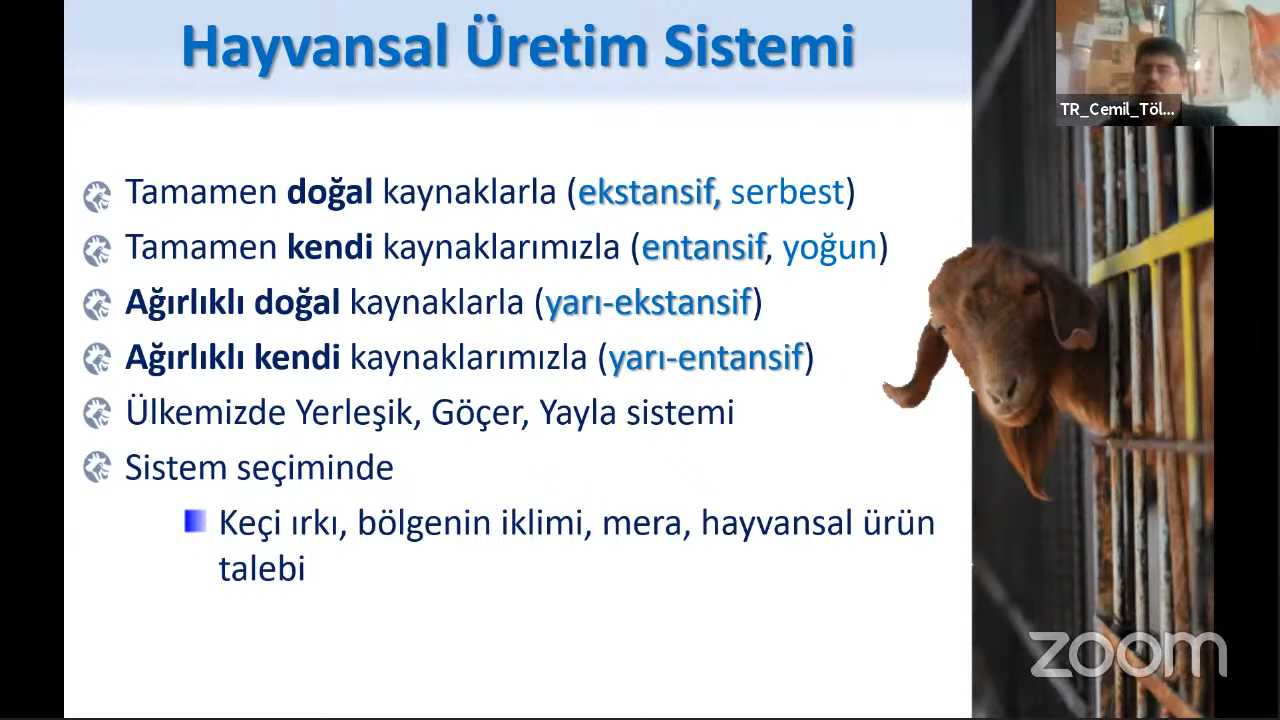 Hayvansal Üretim Sistemi
TR_Cemil_Töl...
Tamamen doğal kaynaklarla (ekstansif, serbest)
Tamamen kendi kaynaklarımızla (entansif, yoğun)
Ağırlıklı doğal kaynaklarla (yarı-ekstansif)
Ağırlıklı kendi kaynaklarımızla (yarı-entansif)
Ülkemizde Yerleşik, Göçer, Yayla sistemi
Sistem seçiminde
Keçi ırkı, bölgenin iklimi, mera, hayvansal ürün
talebi
zoom